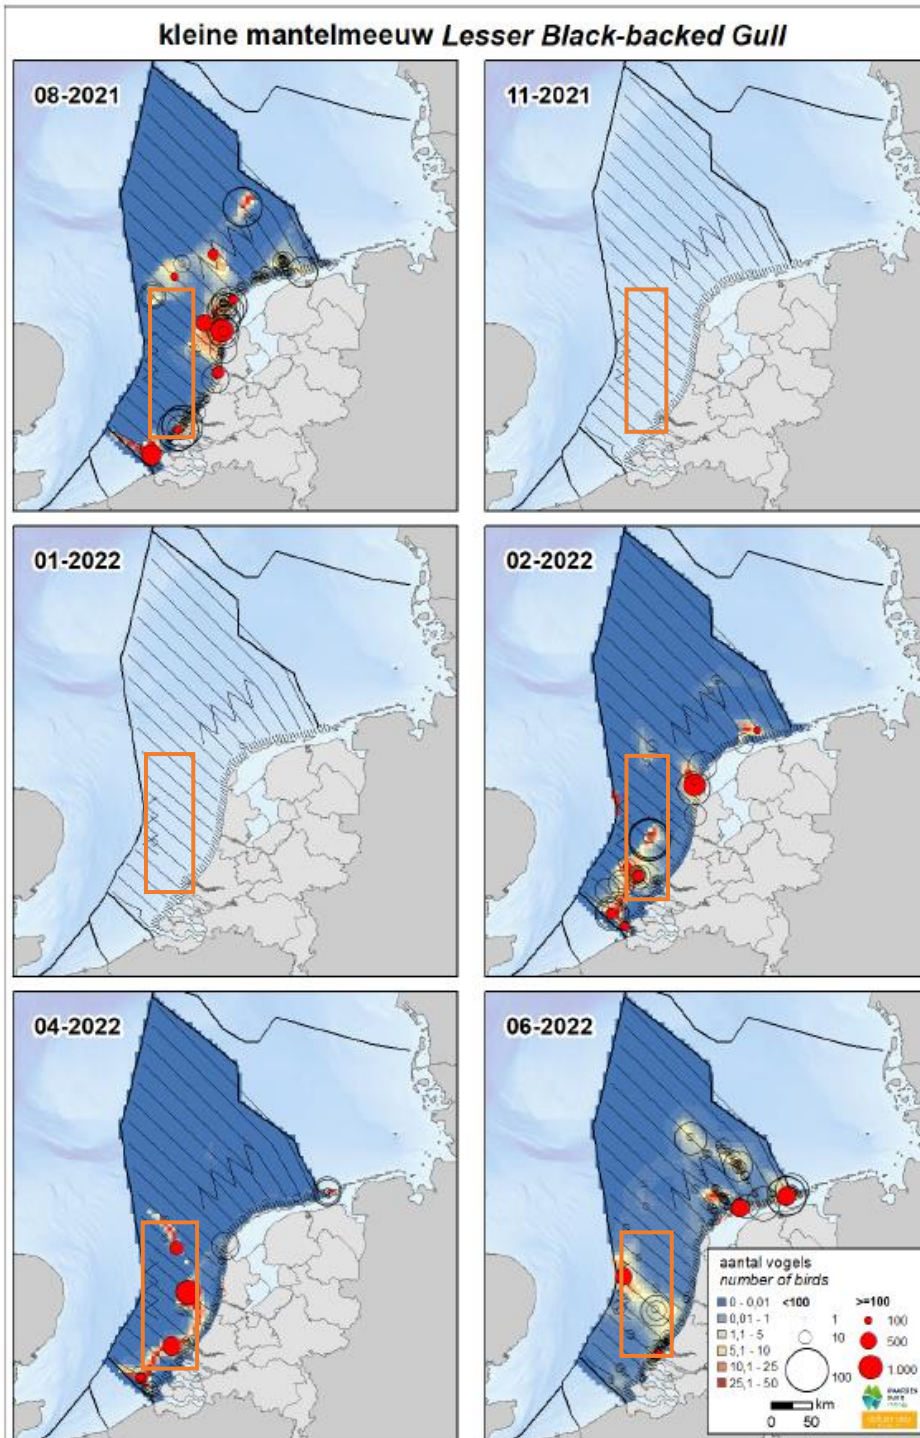 kleine mantelmeeuw Lesser Black-backed Gull
08-2021
11-2021
01-2022
02-2022
04-2022
06-2022
aantal vogels
number of birds
0 - 0,01
0,01 - 1
1,1 - 5
5,1 - 10
10,1 - 25
25,1 - 50
<100
1
10
100
>=100
100
500
1.000
km
0 50